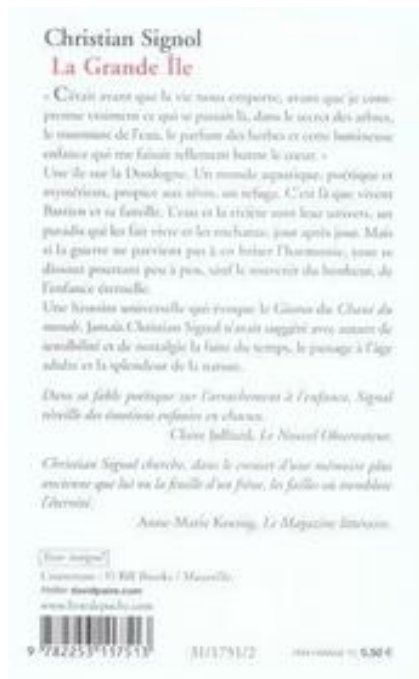 Christian Signol
La Grande Île
« C'était avant que la vie nous emporte, avant que je com-
prenne vraiment ce qui se passait là, dans le secret des arbres,
le murmure de l'eau, le parfum des herbes et cette lumineuse
enfance qui me faisait tellement battre le cœur. »
Une île sur la Dordogne. Un monde aquatique, poétique et
mystérieux, propice aux rêves, un refuge. C'est là que vivent
Bastien et sa famille. L'eau et la rivière sont leur univers, un
paradis qui les fait vivre et les enchante, jour après jour. Mais
si la guerre ne parvient pas à en briser l'harmonie, tout se
dissout pourtant peu à peu, sauf le souvenir du bonheur, de
l'enfance éternelle.
Une histoire universelle qui évoque le Giono du Chant du
monde. Jamais Christian Signol n'avait suggéré avec autant de
sensibilité et de nostalgie la fuite du temps, le passage à l'âge
adulte et la splendeur de la nature.
Dans sa fable poétique sur l'arrachement à l'enfance, Signol
réveille des émotions enfouies en chacun.
Claire Julliard, Le Nouvel Observateur.
Christian Signol cherche, dans le creuset d'une mémoire plus
ancienne que lui ou la feuille d'un frêne, les failles où tremblote
l'éternité.
Anne-Marie Koenig, Le Magazine littéraire.
Texte intégral
Couverture : © Bill Brooks / Masterfile.
Atelier davidpaire.com
www.livredepoche.com
9 782253 117513
31/1751/2
5,50 €